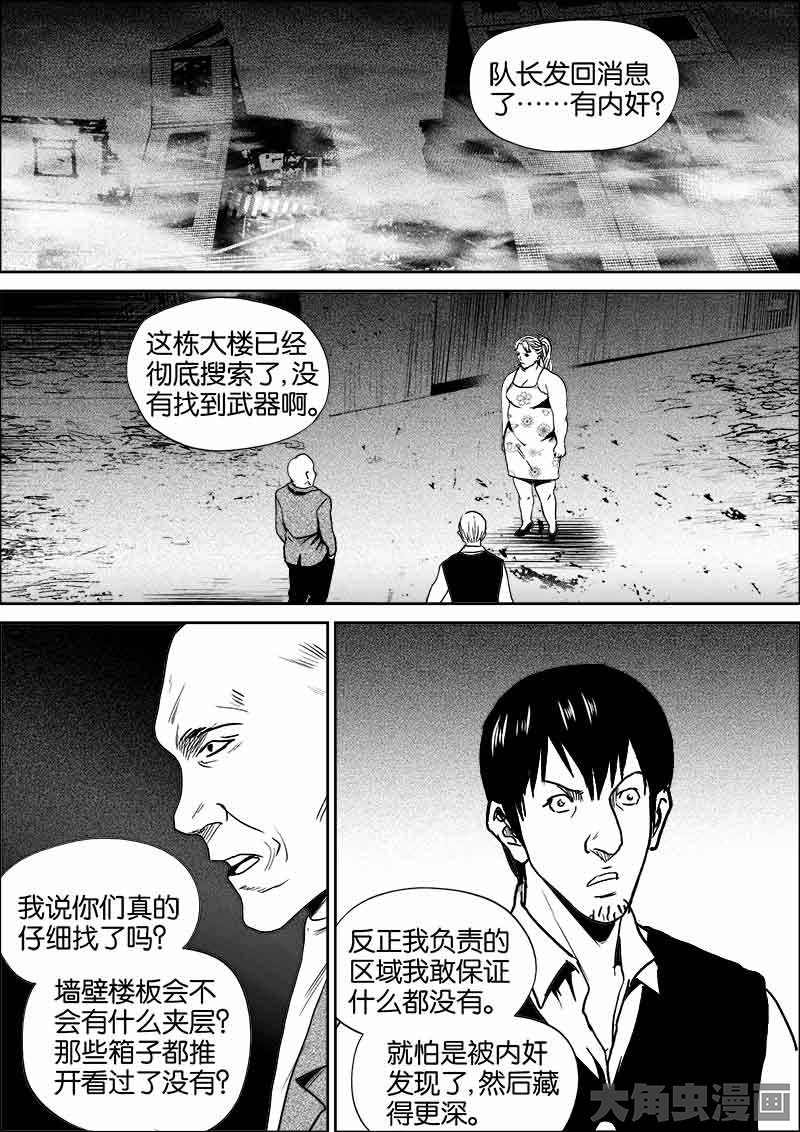 队长发回消息
了……有内奸?
这栋大楼已经
彻底搜索了,没
有找到武器啊。
我说你们真的
仔细找了吗?
墙壁楼板会不
会有什么夹层?
那些箱子都推
开看过了没有?
反正我负责的
区域我敢保证
什么都没有。
就怕是被内奸
发现了,然后藏
得更深。
大角虫漫画